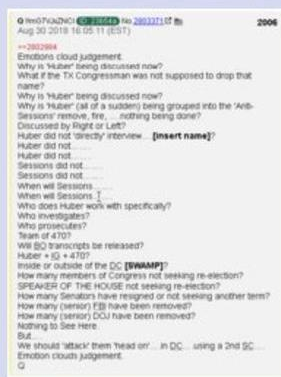 Q !!mG7VJxZNCI No.2803371
2006
Aug 30 2018 16:05:11 (EST)
Emotions cloud judgement.
Why is 'Huber' being discussed now?
What if the TX Congressman was not supposed to drop that
name?
Why is 'Huber' being discussed now?
Why is 'Huber' (all of a sudden) being grouped into the 'Anti-
Sessions' remove, fire, ... nothing being done?
Discussed by Right or Left?
Huber did not 'directly' interview....[insert name]?
Huber did not......
Huber did not......
Sessions did not......
Sessions did not......
When will Sessions......
When will Sessions......
Who does Huber work with specifically?
Who investigates?
Who prosecutes?
Team of 470?
Will BO transcripts be released?
Huber + IG + 470?
Inside or outside of the DC [SWAMP]?
How many members of Congress not seeking re-election?
SPEAKER OF THE HOUSE not seeking re-election?
How many Senators have resigned or not seeking another term?
How many (senior) FBI have been removed?
How many (senior) DOJ have been removed?
Nothing to See Here.
But....
We should 'attack' them 'head on'... in DC... using a 2nd SC....
Emotion clouds judgement.
Q